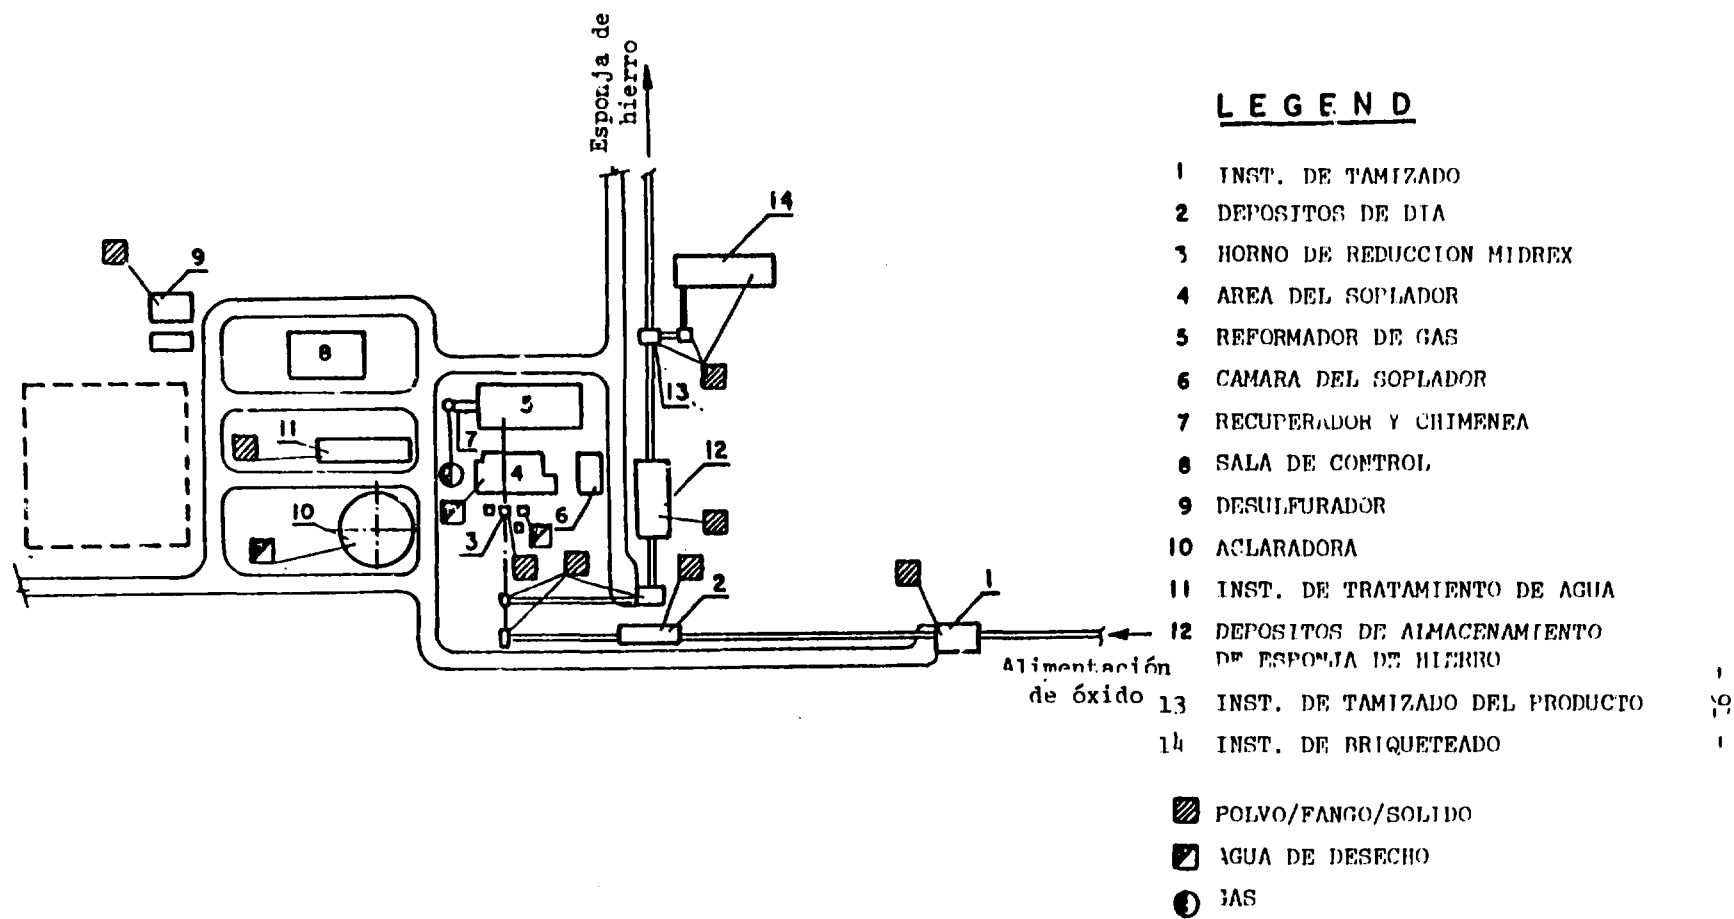 Esponja de
hierro
14
9
8
5
13
7
11
12
4
10
6
3
2
1
Alimentación
de óxido
LEGEND
1 INST. DE TAMIZADO
2 DEPOSITOS DE DIA
3 HORNO DE REDUCCION MIDREX
4 AREA DEL SOPLADOR
5 REFORMADOR DE GAS
6 CAMARA DEL SOPLADOR
7 RECUPERADOR Y CHIMENEA
8 SALA DE CONTROL
9 DESULFURADOR
10 ACLARADORA
11 INST. DE TRATAMIENTO DE AGUA
12 DEPOSITOS DE ALMACENAMIENTO
DE ESPONJA DE HIERRO
13 INST. DE TAMIZADO DEL PRODUCTO
14 INST. DE BRIQUETEADO
POLVO/FANGO/SOLIDO
AGUA DE DESECHO
GAS